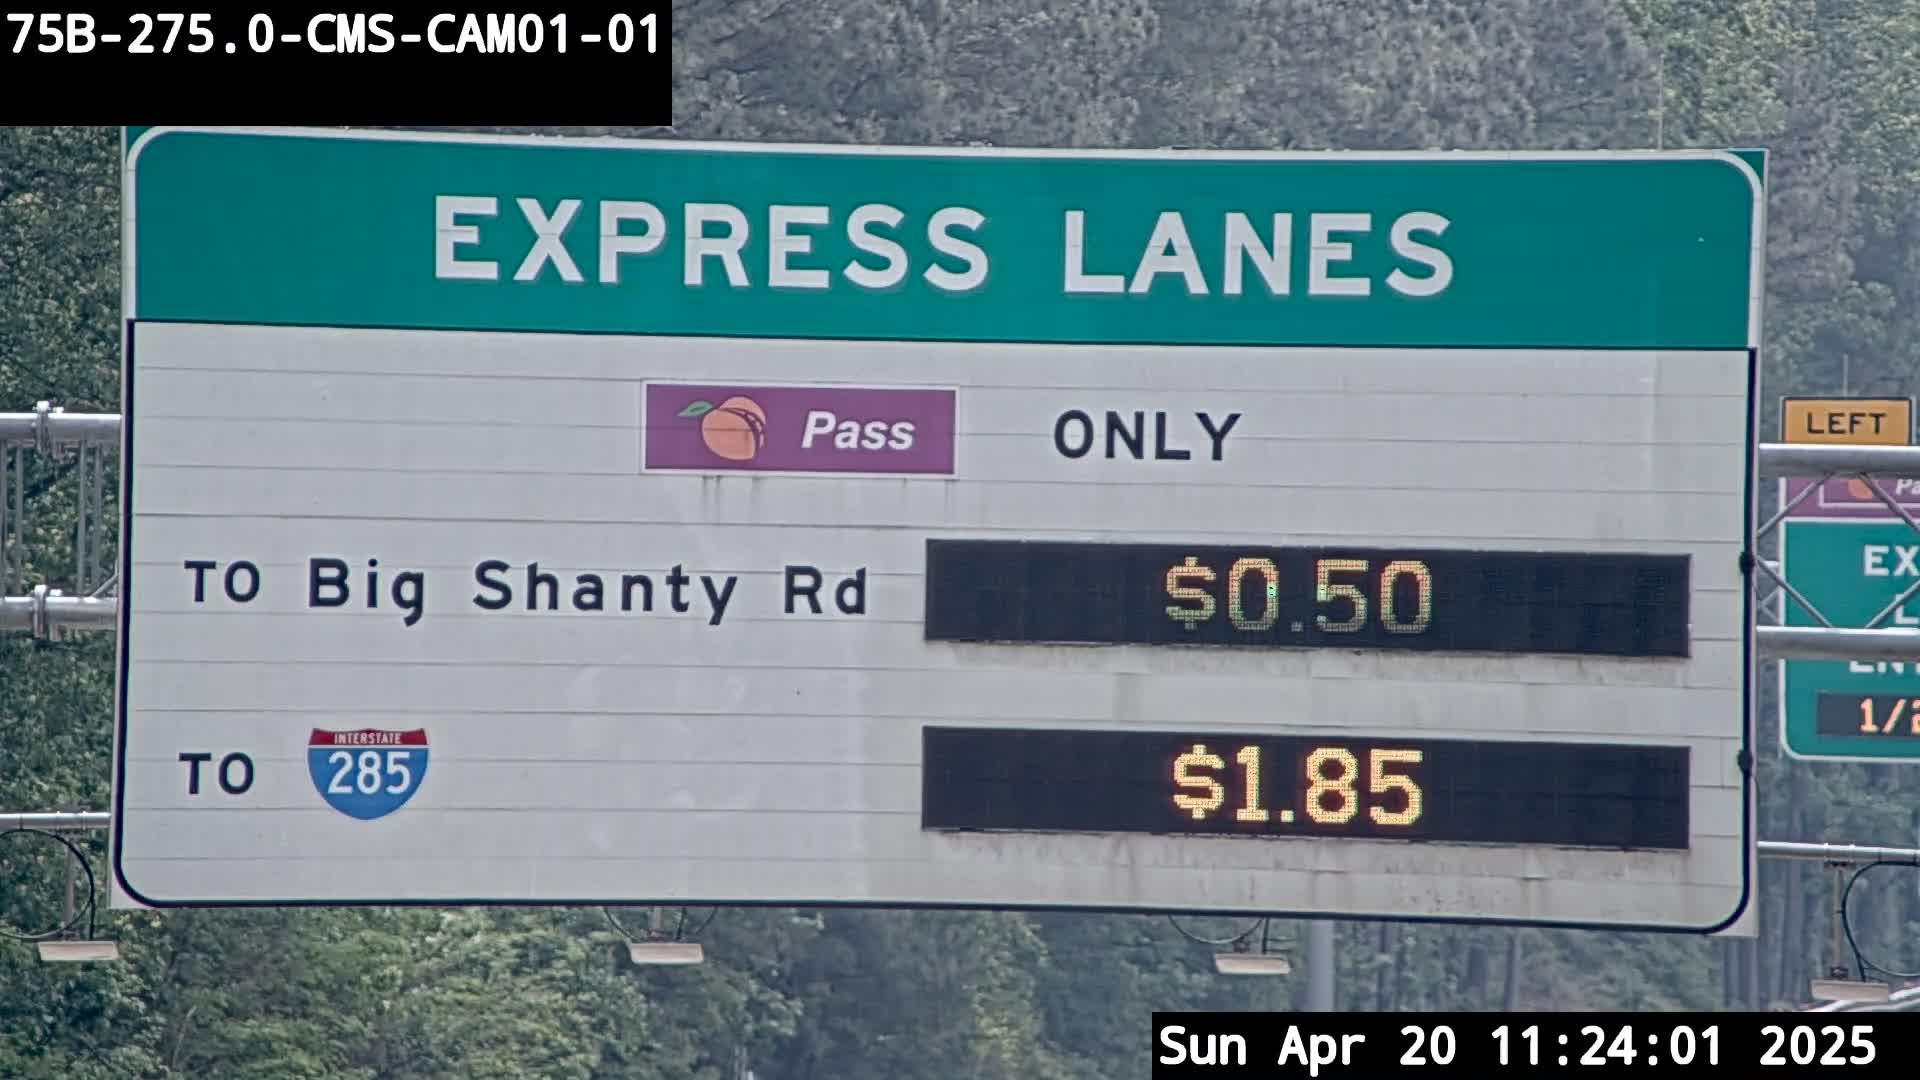 75B-275.0-CMS-CAM01-01
EXPRESS LANES
Pass ONLY
LEFT
TO Big Shanty Rd $0.50
TO INTERSTATE 285 $1.85
Sun Apr 20 11:24:01 2025